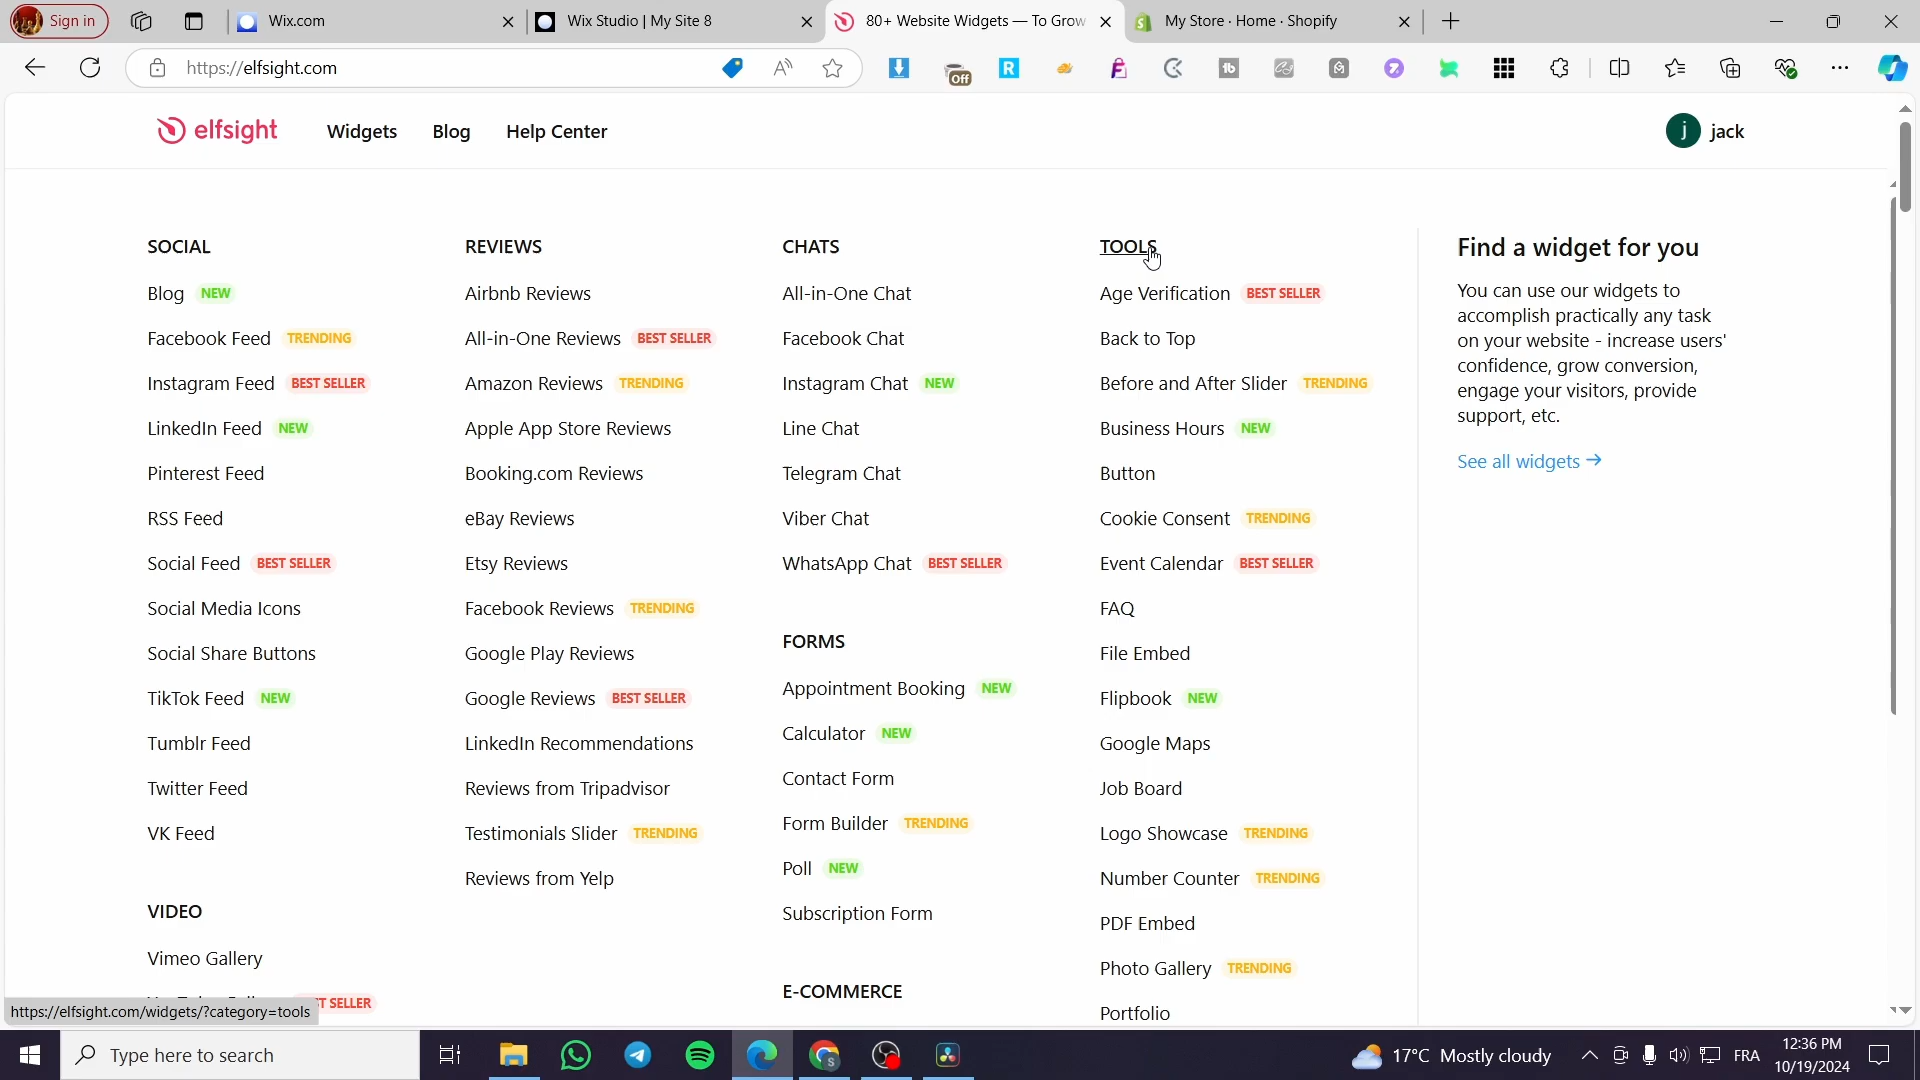 Sign in
Wix.com
Wix Studio | My Site 8
80+ Website Widgets — To Grow
My Store · Home · Shopify
https://elfsight.com
Off
elfsight
Widgets
Blog
Help Center
j
jack
SOCIAL
Blog NEW
Facebook Feed TRENDING
Instagram Feed BEST SELLER
LinkedIn Feed NEW
Pinterest Feed
RSS Feed
Social Feed BEST SELLER
Social Media Icons
Social Share Buttons
TikTok Feed NEW
Tumblr Feed
Twitter Feed
VK Feed
VIDEO
Vimeo Gallery
SELLER
REVIEWS
Airbnb Reviews
All-in-One Reviews BEST SELLER
Amazon Reviews TRENDING
Apple App Store Reviews
Booking.com Reviews
eBay Reviews
Etsy Reviews
Facebook Reviews TRENDING
Google Play Reviews
Google Reviews BEST SELLER
LinkedIn Recommendations
Reviews from Tripadvisor
Testimonials Slider TRENDING
Reviews from Yelp
CHATS
All-in-One Chat
Facebook Chat
Instagram Chat NEW
Line Chat
Telegram Chat
Viber Chat
WhatsApp Chat BEST SELLER
FORMS
Appointment Booking NEW
Calculator NEW
Contact Form
Form Builder TRENDING
Poll NEW
Subscription Form
E-COMMERCE
TOOLS
Age Verification BEST SELLER
Back to Top
Before and After Slider TRENDING
Business Hours NEW
Button
Cookie Consent TRENDING
Event Calendar BEST SELLER
FAQ
File Embed
Flipbook NEW
Google Maps
Job Board
Logo Showcase TRENDING
Number Counter TRENDING
PDF Embed
Photo Gallery TRENDING
Portfolio
Find a widget for you
You can use our widgets to
accomplish practically any task
on your website - increase users'
confidence, grow conversion,
engage your visitors, provide
support, etc.
See all widgets →
https://elfsight.com/widgets/?category=tools
Type here to search
17°C Mostly cloudy
FRA
12:36 PM
10/19/2024